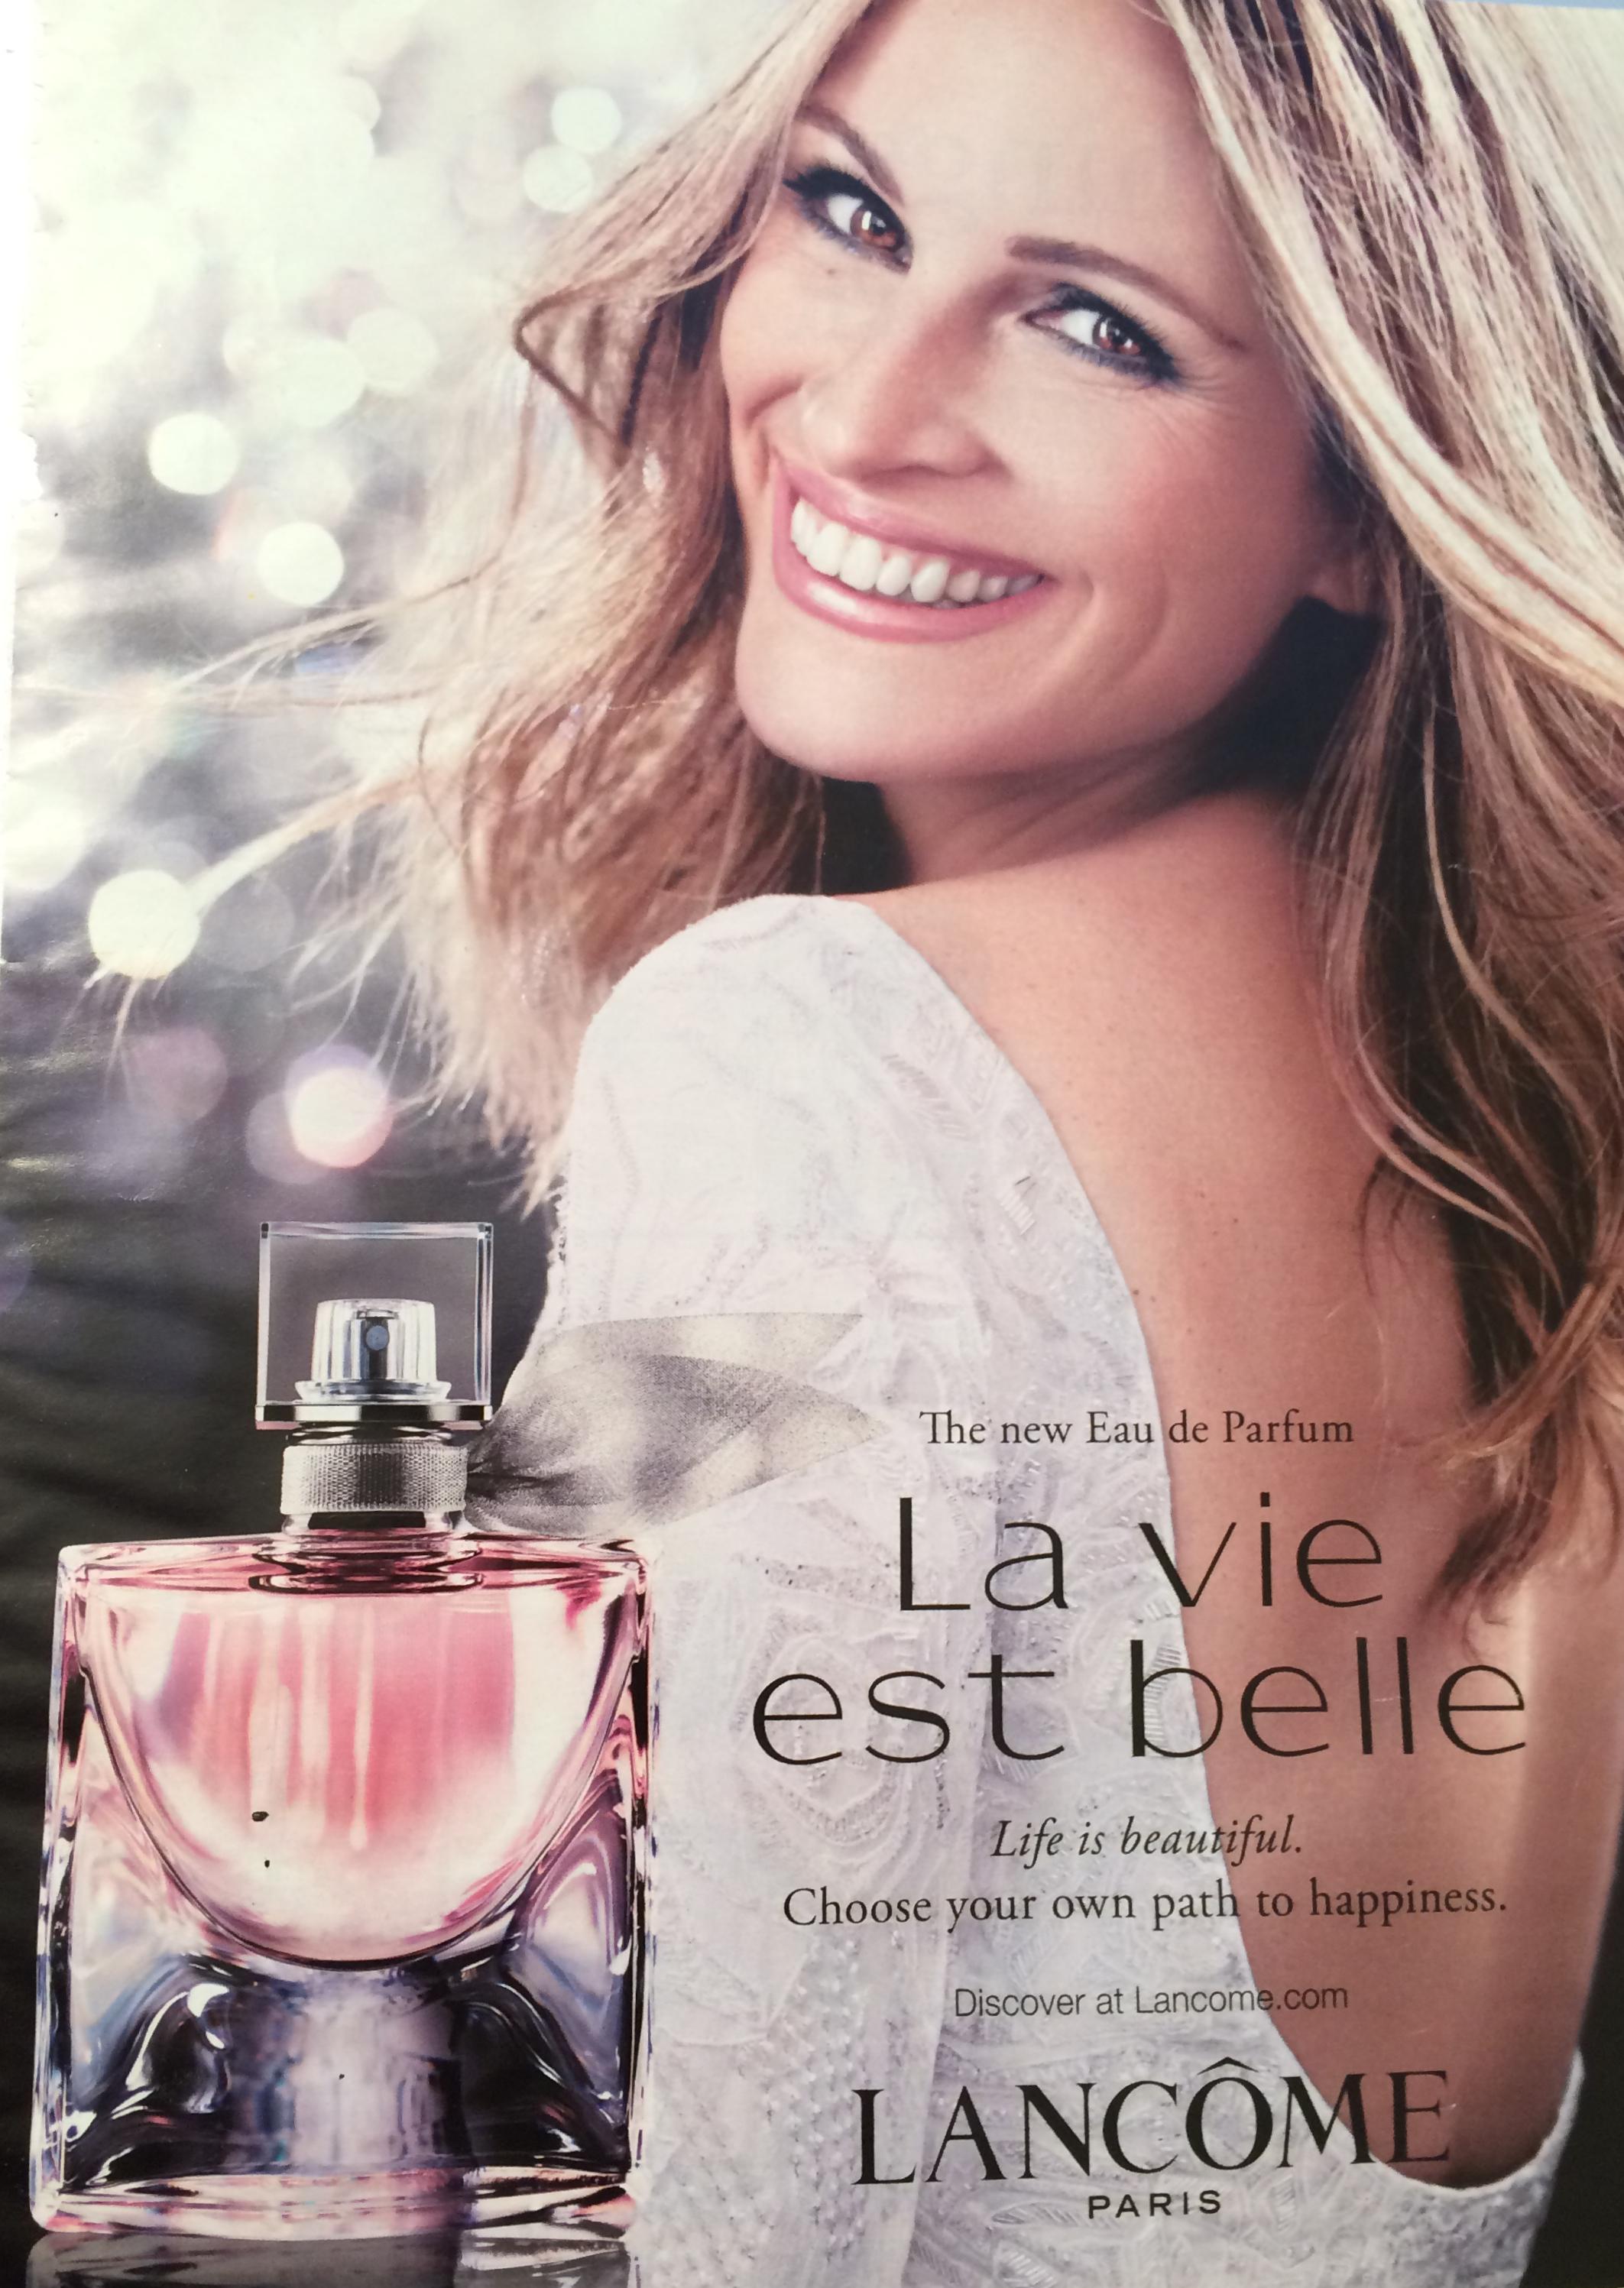 The new Eau de Parfum
La vie
est belle
Life is beautiful.
Choose your own path to happiness.
Discover at Lancome.com
LANCÔME
PARIS